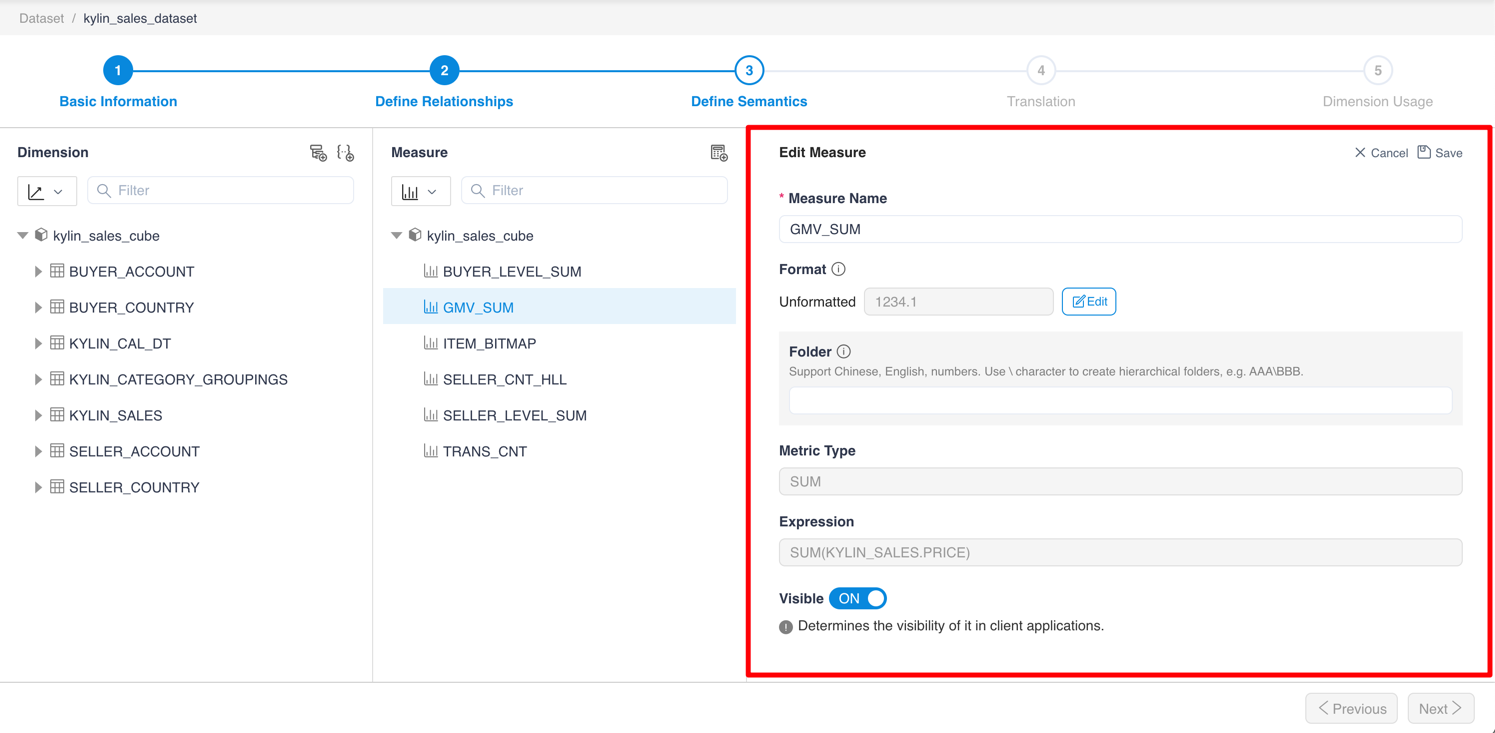 Dataset / kylin_sales_dataset
1 2 3 4 5
Basic Information Define Relationships Define Semantics Translation Dimension Usage
Dimension
Filter
kylin_sales_cube
BUYER_ACCOUNT
BUYER_COUNTRY
KYLIN_CAL_DT
KYLIN_CATEGORY_GROUPINGS
KYLIN_SALES
SELLER_ACCOUNT
SELLER_COUNTRY
Measure
Filter
kylin_sales_cube
BUYER_LEVEL_SUM
GMV_SUM
ITEM_BITMAP
SELLER_CNT_HLL
SELLER_LEVEL_SUM
TRANS_CNT
Edit Measure Cancel Save
* Measure Name
GMV_SUM
Format
Unformatted 1234.1 Edit
Folder
Support Chinese, English, numbers. Use \ character to create hierarchical folders, e.g. AAA\BBB.
Metric Type
SUM
Expression
SUM(KYLIN_SALES.PRICE)
Visible ON
Determines the visibility of it in client applications.
< Previous Next >